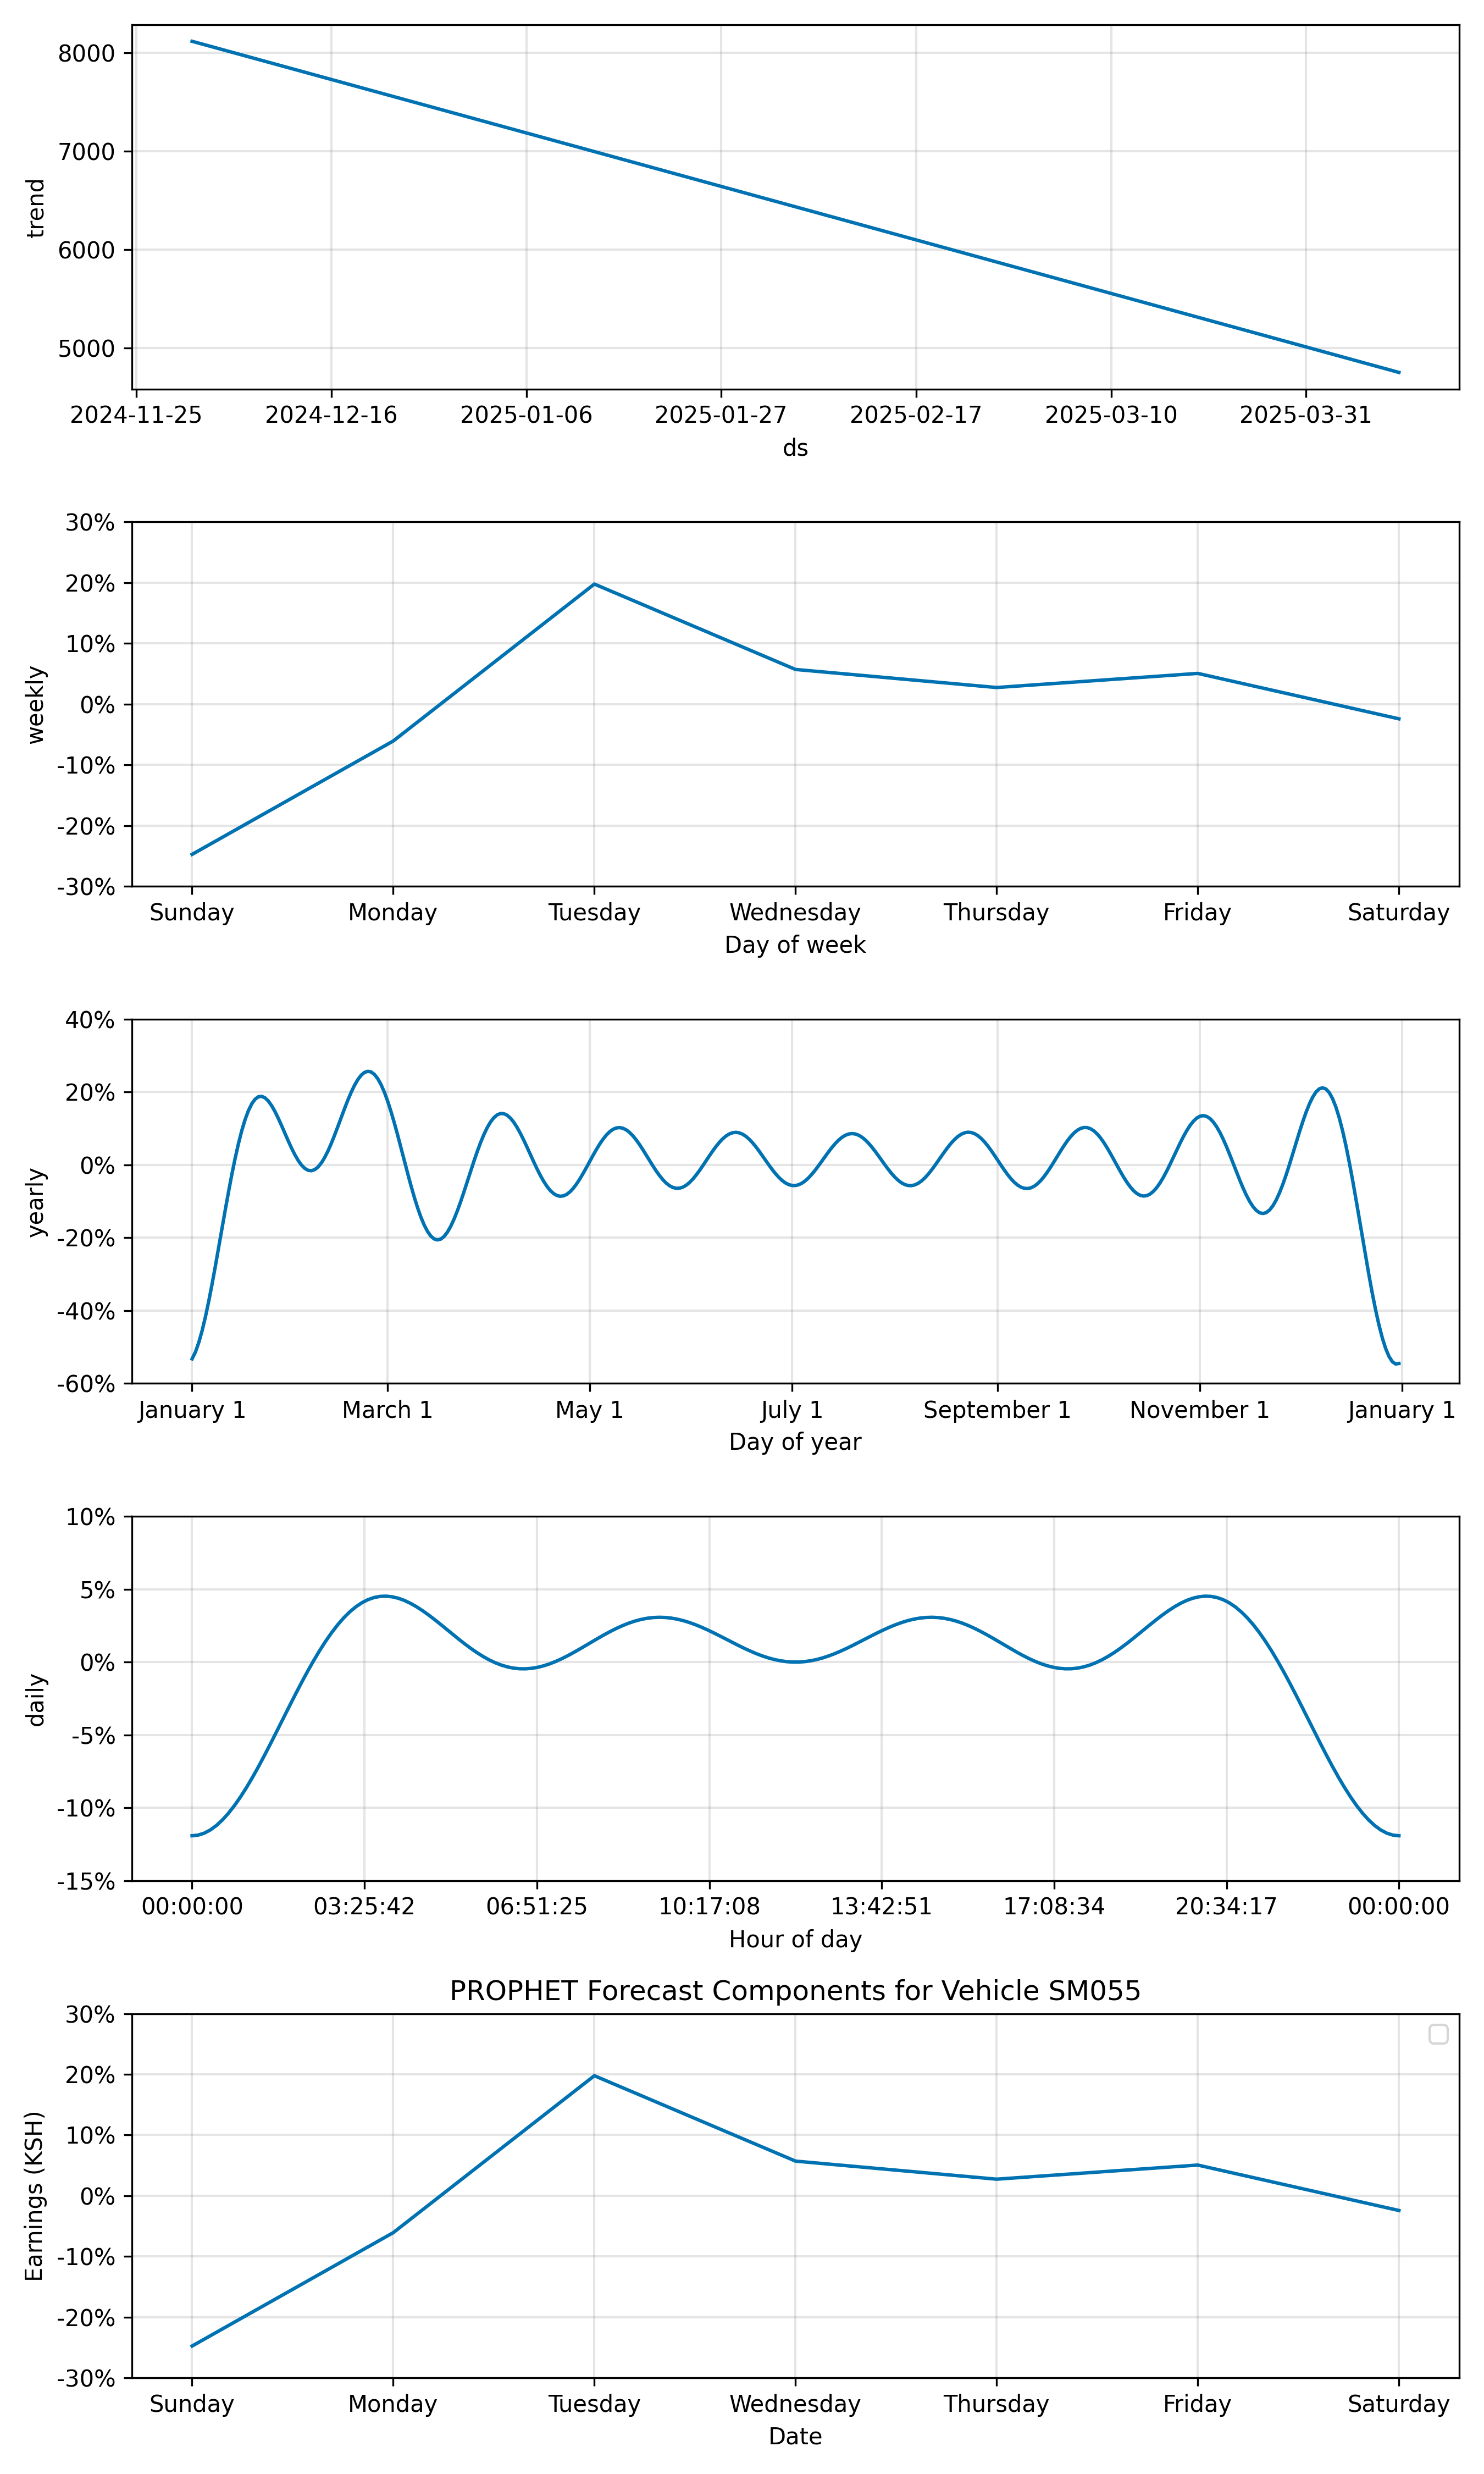 8000
7000
6000
5000
trend
2024-11-25 2024-12-16 2025-01-06 2025-01-27 2025-02-17 2025-03-10 2025-03-31
ds
30%
20%
10%
0%
-10%
-20%
-30%
weekly
Sunday Monday Tuesday Wednesday Thursday Friday Saturday
Day of week
40%
20%
0%
-20%
-40%
-60%
yearly
January 1 March 1 May 1 July 1 September 1 November 1 January 1
Day of year
10%
5%
0%
-5%
-10%
-15%
daily
00:00:00 03:25:42 06:51:25 10:17:08 13:42:51 17:08:34 20:34:17 00:00:00
Hour of day
PROPHET Forecast Components for Vehicle SM055
30%
20%
10%
0%
-10%
-20%
-30%
Earnings (KSH)
Sunday Monday Tuesday Wednesday Thursday Friday Saturday
Date